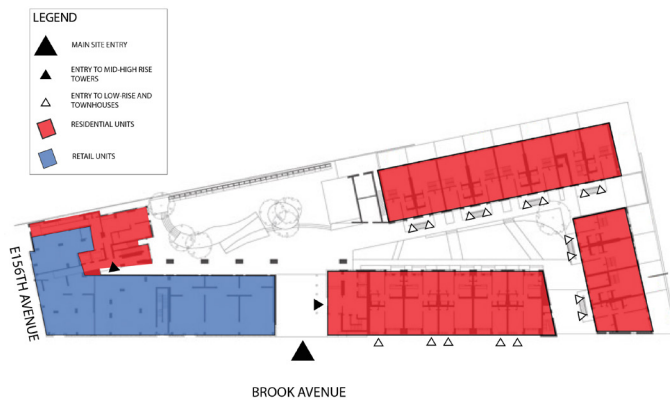 LEGEND
MAIN SITE ENTRY
ENTRY TO MID-HIGH RISE
TOWERS
ENTRY TO LOW-RISE AND
TOWNHOUSES
RESIDENTIAL UNITS
RETAIL UNITS
E156TH AVENUE
BROOK AVENUE